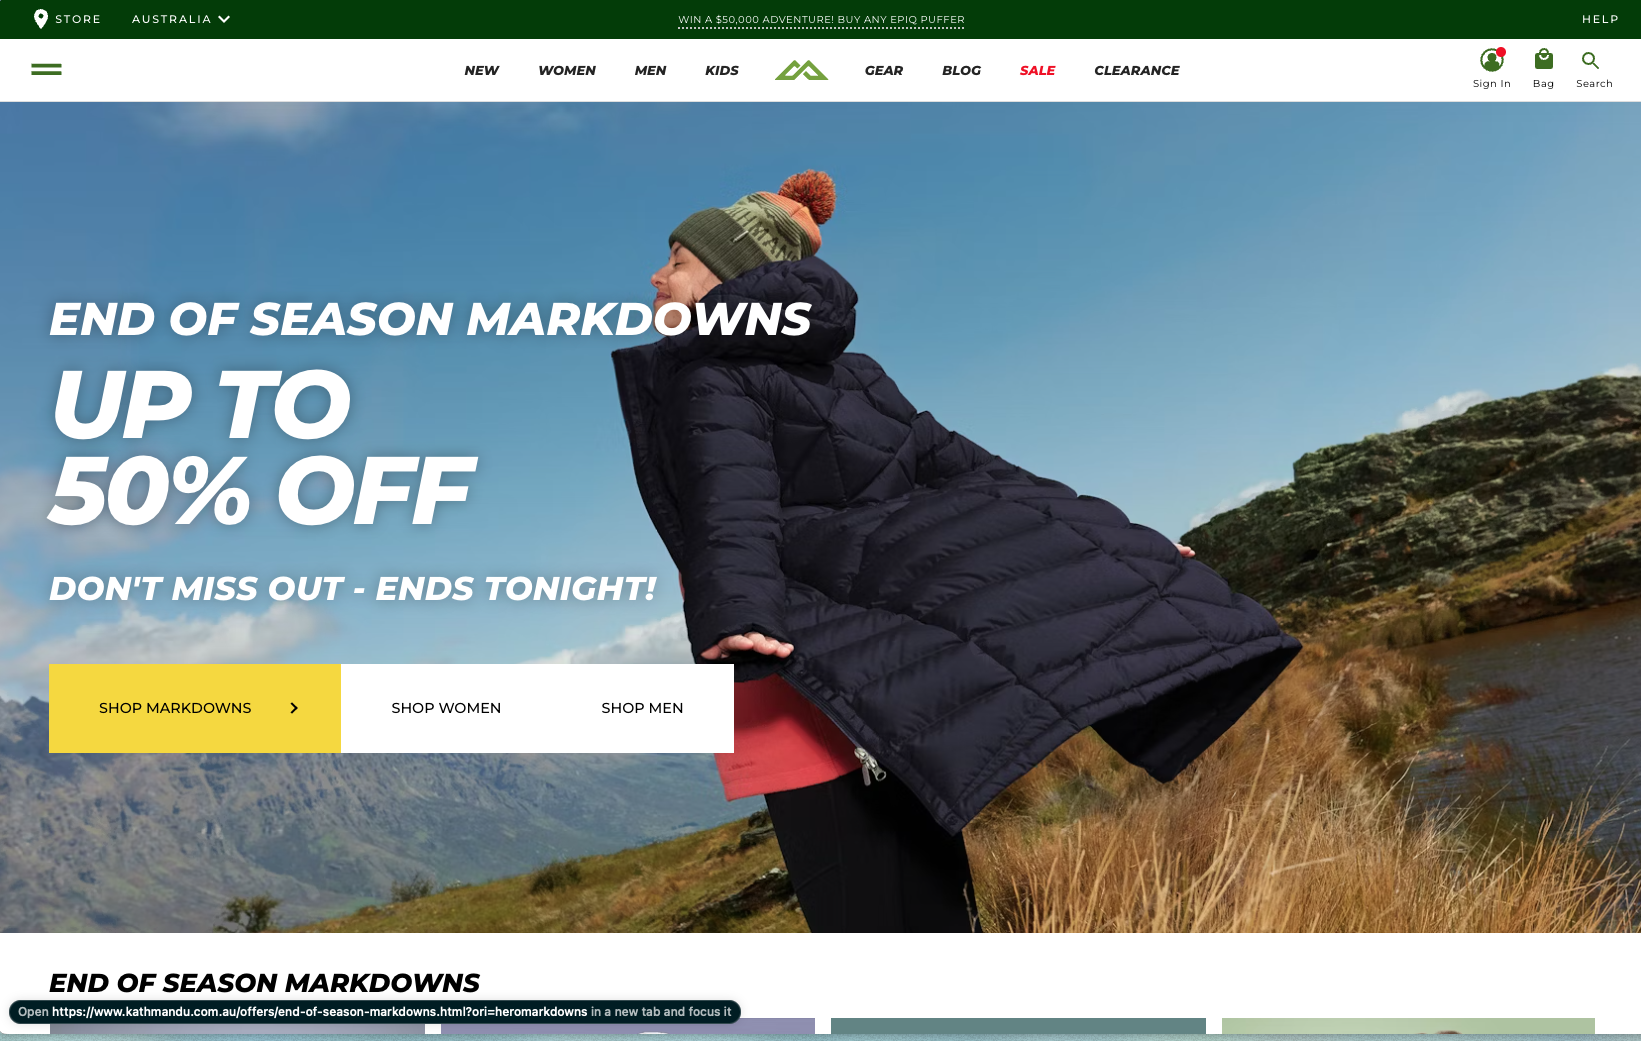 STORE
AUSTRALIA
WIN A $50,000 ADVENTURE! BUY ANY EPIQ PUFFER
HELP
NEW
WOMEN
MEN
KIDS
GEAR
BLOG
SALE
CLEARANCE
Sign In
Bag
Search
END OF SEASON MARKDOWNS
UP TO
50% OFF
DON'T MISS OUT - ENDS TONIGHT!
SHOP MARKDOWNS
SHOP WOMEN
SHOP MEN
END OF SEASON MARKDOWNS
Open https://www.kathmandu.com.au/offers/end-of-season-markdowns.html?ori=heromarkdowns in a new tab and focus it